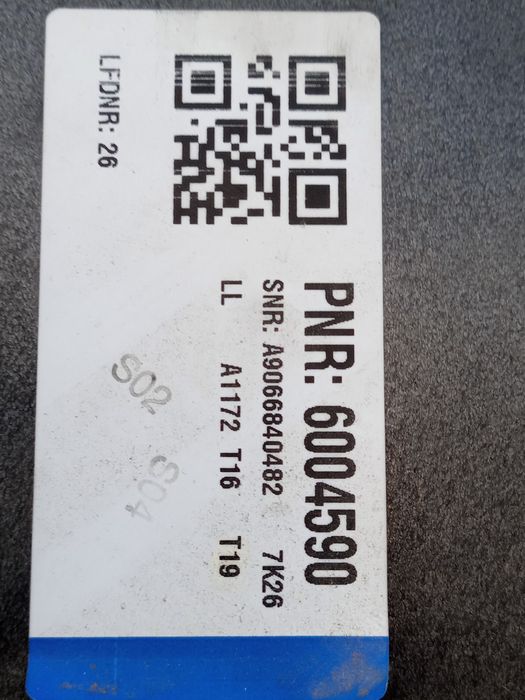 PNR: 6004590
SNR: A9066840482 7K26
LL A1172 T16 T19
LFDNR: 26
S02
S04